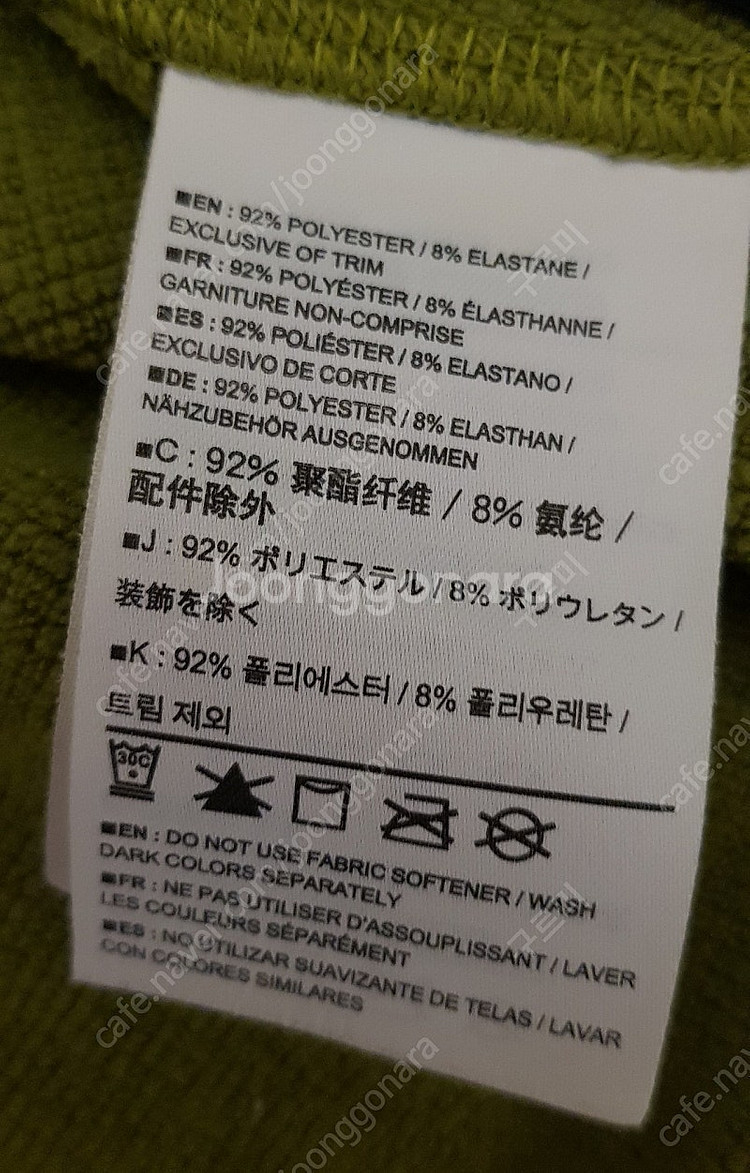 ■EN : 92% POLYESTER / 8% ELASTANE /
EXCLUSIVE OF TRIM
■FR : 92% POLYÉSTER / 8% ÉLASTHANNE /
GARNITURE NON-COMPRISE
■ES : 92% POLIÉSTER / 8% ELASTANO /
EXCLUSIVO DE CORTE
■DE : 92% POLYESTER / 8% ELASTHAN /
NÄHZUBEHÖR AUSGENOMMEN
■C : 92% 聚酯纤维 / 8% 氨纶 /
配件除外
■J : 92% ポリエステル / 8% ポリウレタン /
装飾を除く
■K : 92% 폴리에스터 / 8% 폴리우레탄 /
트림 제외
30C
■EN : DO NOT USE FABRIC SOFTENER / WASH
DARK COLORS SEPARATELY
■FR : NE PAS UTILISER D'ASSOUPLISSANT / LAVER
LES COULEURS SÉPARÉMENT
■ES : NO UTILIZAR SUAVIZANTE DE TELAS / LAVAR
CON COLORES SIMILARES
Joonggonara